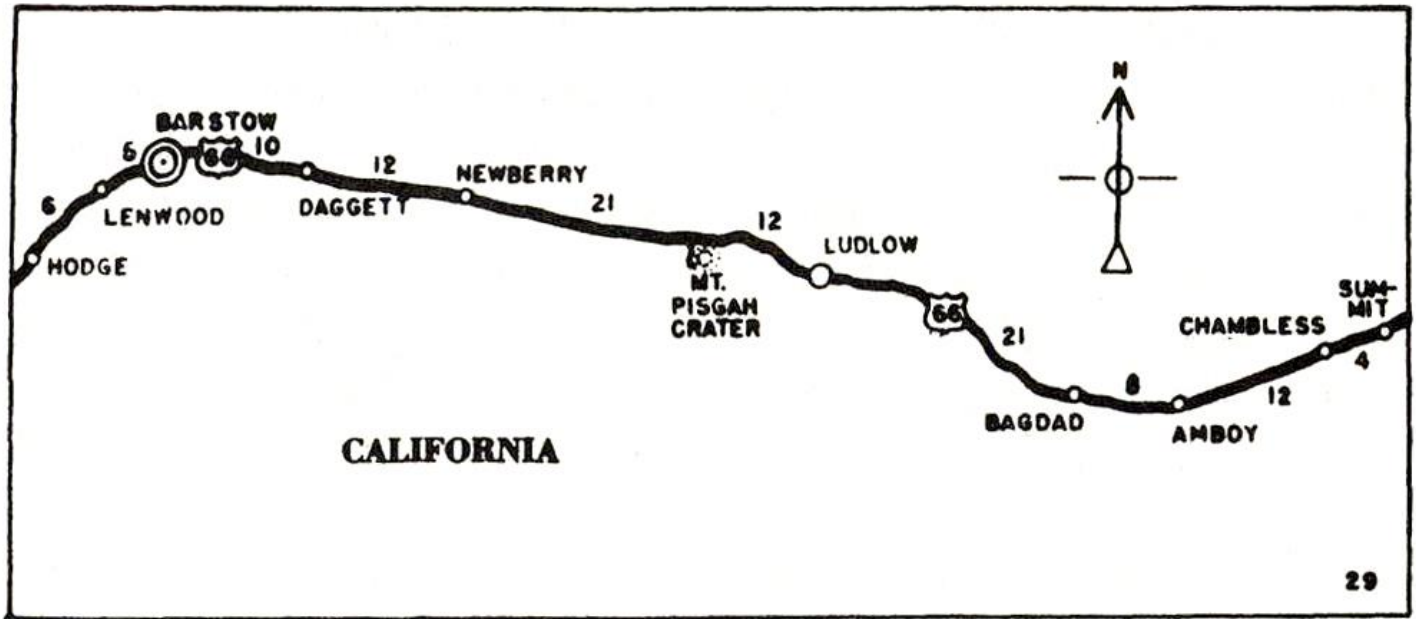 N
BARSTOW
66
10
6
LENWOOD
HODGE
12
DAGGETT
NEWBERRY
21
MT.
PISGAH
CRATER
12
LUDLOW
66
21
BAGDAD
8
AMBOY
12
CHAMBLESS
4
SUM-
MIT
CALIFORNIA
29